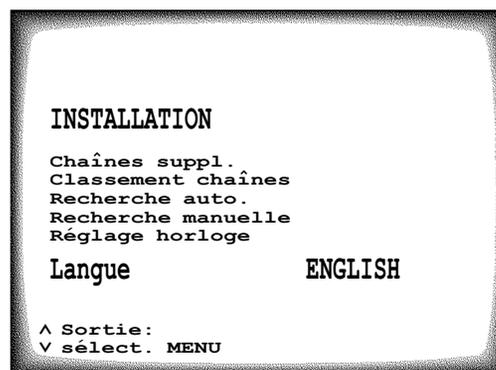 INSTALLATION
Chaînes suppl.
Classement chaînes
Recherche auto.
Recherche manuelle
Réglage horloge
Langue ENGLISH
˄ Sortie:
˅ sélect. MENU